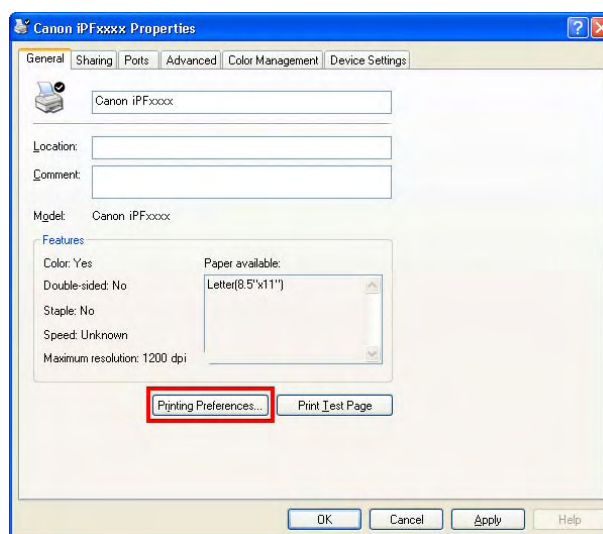 Canon iPFxxxx Properties
General Sharing Ports Advanced Color Management Device Settings
Canon iPFxxxx
Location:
Comment:
Model: Canon iPFxxxx
Features
Color: Yes Paper available:
Double-sided: No Letter(8.5"x11")
Staple: No
Speed: Unknown
Maximum resolution: 1200 dpi
Printing Preferences... Print Test Page
OK Cancel Apply Help